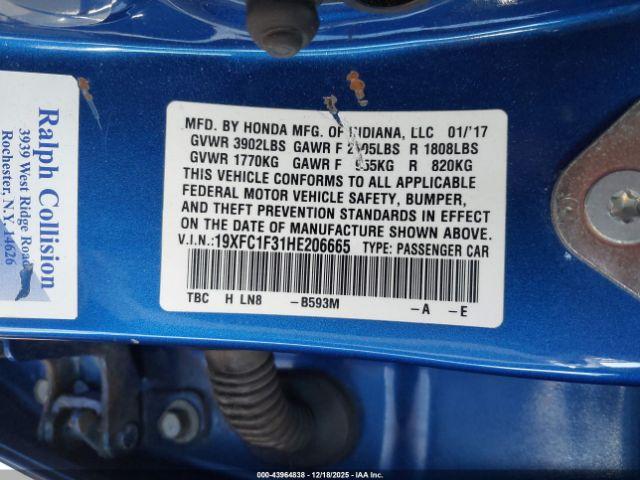 Ralph Collision
3939 West Ridge Road
Rochester, N.Y. 14626
MFD. BY HONDA MFG. OF INDIANA, LLC 01/'17
GVWR 3902LBS GAWR F LBS R 1808LBS
GVWR 1770KG GAWR F KG R 820KG
THIS VEHICLE CONFORMS TO ALL APPLICABLE
FEDERAL MOTOR VEHICLE SAFETY, BUMPER,
AND THEFT PREVENTION STANDARDS IN EFFECT
ON THE DATE OF MANUFACTURE SHOWN ABOVE.
V.I.N.:19XFC1F31HE206665 TYPE: PASSENGER CAR
TBC H LN8 -B593M -A -E
000-43964838 - 12/18/2025 - IAA Inc.